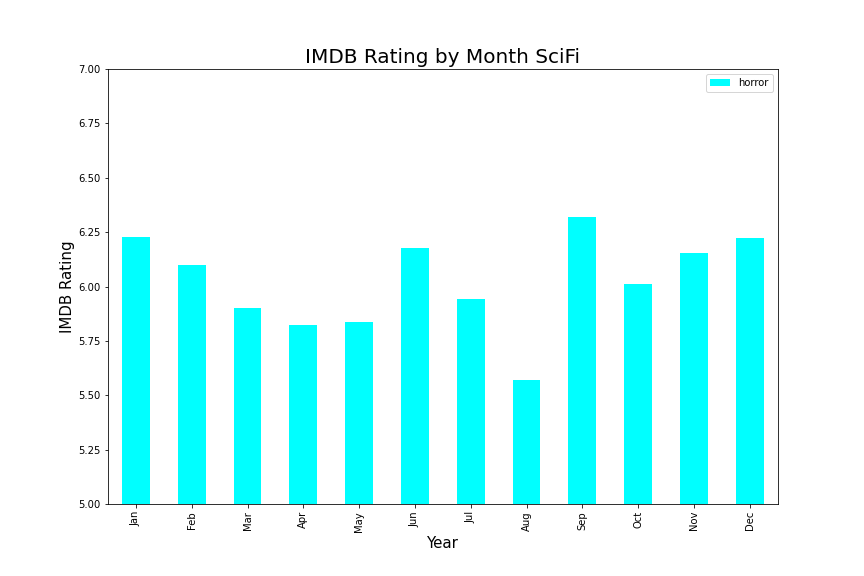 IMDB Rating by Month SciFi
horror
7.00
6.75
6.50
6.25
6.00
5.75
5.50
5.25
5.00
IMDB Rating
Jan
Feb
Mar
Apr
May
Jun
Jul
Aug
Sep
Oct
Nov
Dec
Year